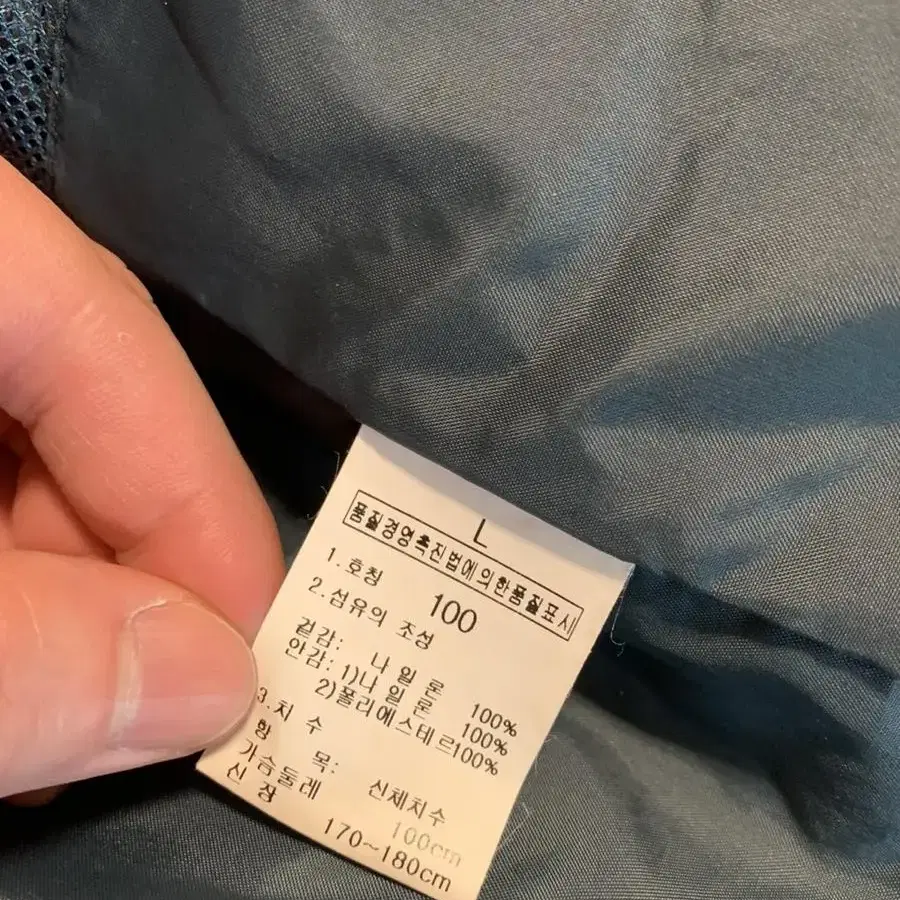 L
품질경영촉진법에의한품질표시
1. 호칭 100
2. 섬유의 조성
겉감: 나 일 론 100%
안감: 1)나 일 론 100%
2)폴리에스테르100%
3. 치 수
항 목: 신체치수
가슴둘레 100cm
신 장 170~180cm